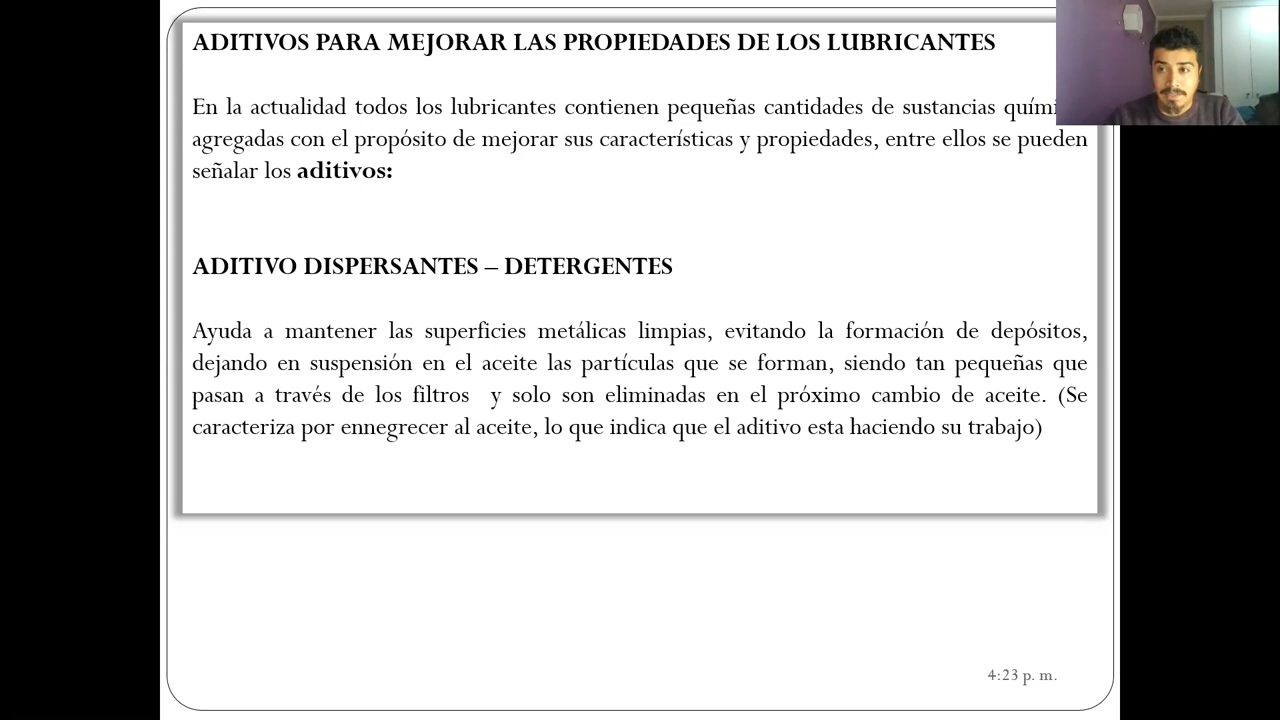 ADITIVOS PARA MEJORAR LAS PROPIEDADES DE LOS LUBRICANTES
En la actualidad todos los lubricantes contienen pequeñas cantidades de sustancias
agregadas con el propósito de mejorar sus características y propiedades, entre ellos se pueden
señalar los aditivos:
ADITIVO DISPERSANTES – DETERGENTES
Ayuda a mantener las superficies metálicas limpias, evitando la formación de depósitos,
dejando en suspensión en el aceite las partículas que se forman, siendo tan pequeñas que
pasan a través de los filtros y solo son eliminadas en el próximo cambio de aceite. (Se
caracteriza por ennegrecer al aceite, lo que indica que el aditivo esta haciendo su trabajo)
4:23 p. m.